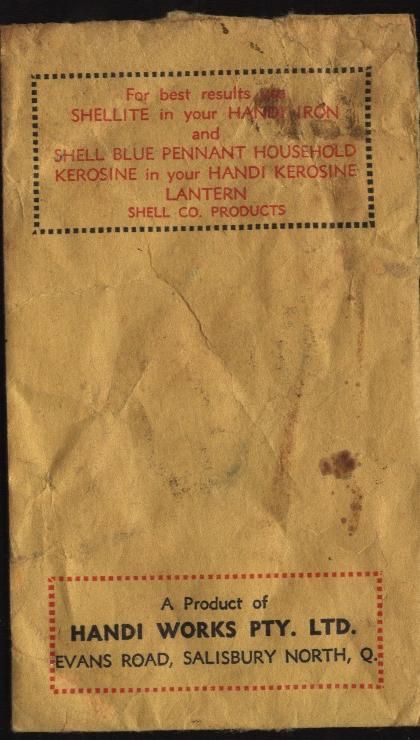 For best results use
SHELLITE in your HANDI IRON
and
SHELL BLUE PENNANT HOUSEHOLD
KEROSINE in your HANDI KEROSINE
LANTERN
SHELL CO. PRODUCTS
A Product of
HANDI WORKS PTY. LTD.
EVANS ROAD, SALISBURY NORTH, Q.